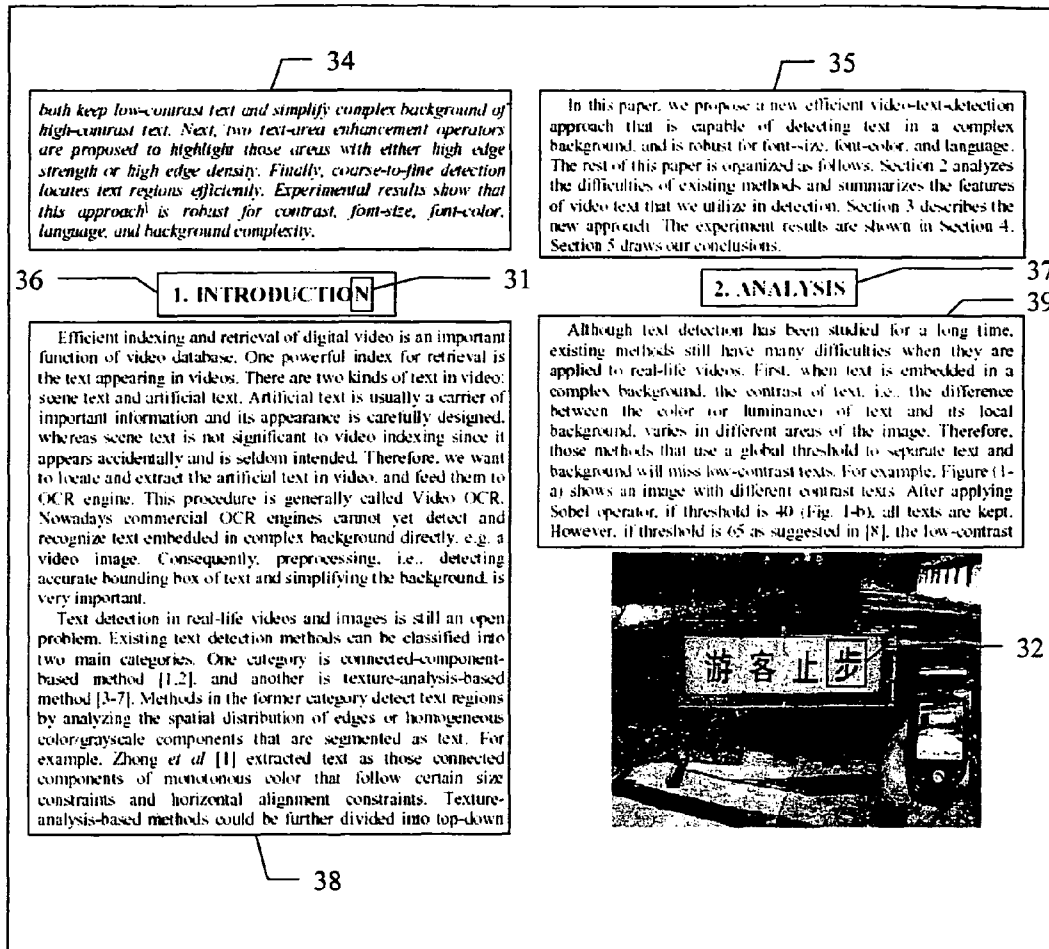 34
both keep low-contrast text and simplify complex background of
high-contrast text. Next, two text-area enhancement operators
are proposed to highlight those areas with either high edge
strength or high edge density. Finally, course-to-fine detection
locates text regions efficiently. Experimental results show that
this approach is robust for contrast, font-size, font-color,
language, and background complexity.
36
1. INTRODUCTION
31
Efficient indexing and retrieval of digital video is an important
function of video database. One powerful index for retrieval is
the text appearing in videos. There are two kinds of text in video:
scene text and artificial text. Artificial text is usually a carrier of
important information and its appearance is carefully designed,
whereas scene text is not significant to video indexing since it
appears accidentally and is seldom intended. Therefore, we want
to locate and extract the artificial text in video, and feed them to
OCR engine. This procedure is generally called Video OCR.
Nowadays commercial OCR engines cannot yet detect and
recognize text embedded in complex background directly, e.g. a
video image. Consequently, preprocessing, i.e., detecting
accurate bounding box of text and simplifying the background, is
very important.
Text detection in real-life videos and images is still an open
problem. Existing text detection methods can be classified into
two main categories. One category is connected-component-
based method [1,2], and another is texture-analysis-based
method [3-7]. Methods in the former category detect text regions
by analyzing the spatial distribution of edges or homogeneous
color/grayscale components that are segmented as text. For
example, Zhong et al [1] extracted text as those connected
components of monotonous color that follow certain size
constraints and horizontal alignment constraints. Texture-
analysis-based methods could be further divided into top-down
38
35
In this paper, we propose a new efficient video-text-detection
approach that is capable of detecting text in a complex
background, and is robust for font-size, font-color, and language.
The rest of this paper is organized as follows. Section 2 analyzes
the difficulties of existing methods and summarizes the features
of video text that we utilize in detection. Section 3 describes the
new approach. The experiment results are shown in Section 4.
Section 5 draws our conclusions.
37
2. ANALYSIS
39
Although text detection has been studied for a long time,
existing methods still have many difficulties when they are
applied to real-life videos. First, when text is embedded in a
complex background, the contrast of text, i.e., the difference
between the color (or luminance) of text and its local
background, varies in different areas of the image. Therefore,
those methods that use a global threshold to separate text and
background will miss low-contrast texts. For example, Figure (1-
a) shows an image with different contrast texts. After applying
Sobel operator, if threshold is 40 (Fig. 1-b), all texts are kept.
However, if threshold is 65 as suggested in [8], the low-contrast
游客止步
32